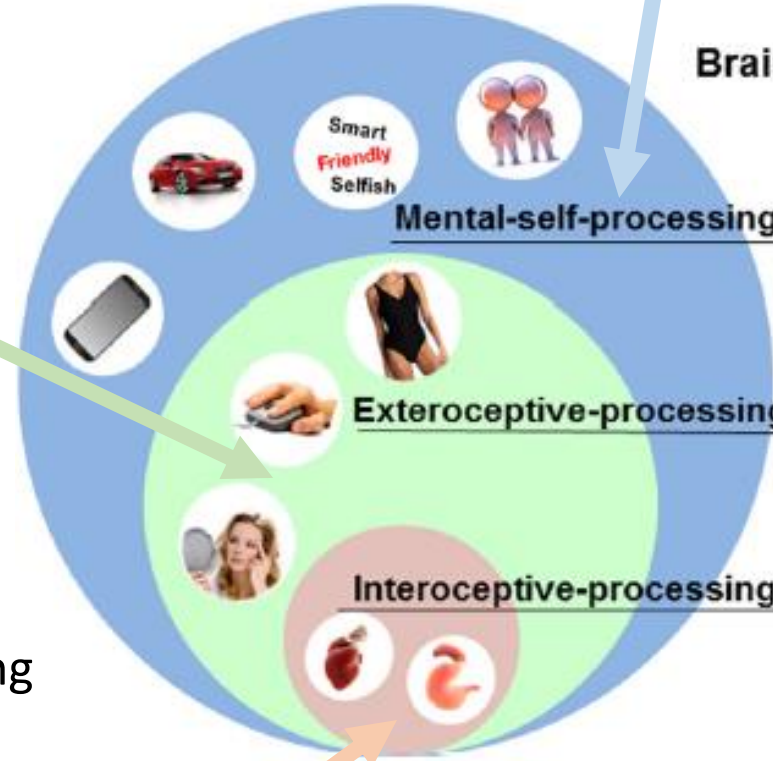 Brai
Smart
Friendly
Selfish
Mental-self-processing
Exteroceptive-processing
Interoceptive-processing
ng